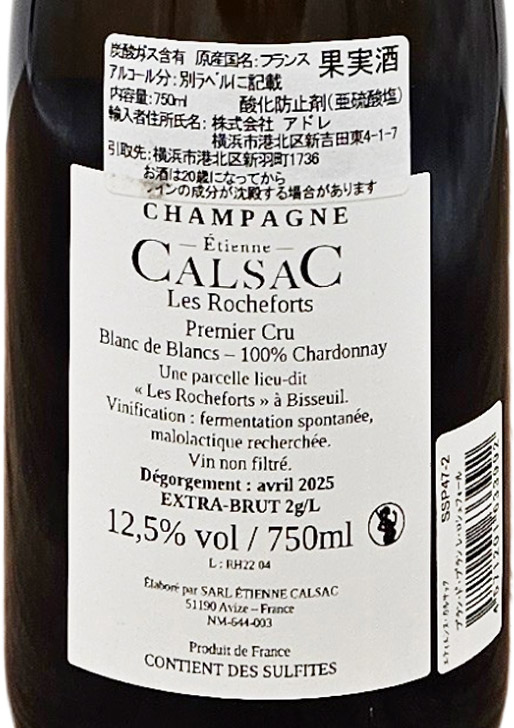 炭酸ガス含有 原産国名:フランス 果実酒
アルコール分:別ラベルに記載
内容量:750ml 酸化防止剤(亜硫酸塩)
輸入者住所氏名: 株式会社 アドレ
横浜市港北区新吉田東4-1-7
引取先:横浜市港北区新羽町1736
お酒は20歳になってから
ワインの成分が沈殿する場合があります
CHAMPAGNE
— Étienne —
CALSAC
Les Rocheforts
Premier Cru
Blanc de Blancs – 100% Chardonnay
Une parcelle lieu-dit
« Les Rocheforts » à Bisseuil.
Vinification : fermentation spontanée,
malolactique recherchée.
Vin non filtré.
Dégorgement : avril 2025
EXTRA-BRUT 2g/L
12,5% vol / 750ml
L : RH22 04
Élaboré par SARL ÉTIENNE CALSAC
51190 Avize – France
NM-644-003
Produit de France
CONTIENT DES SULFITES
SSP47-2